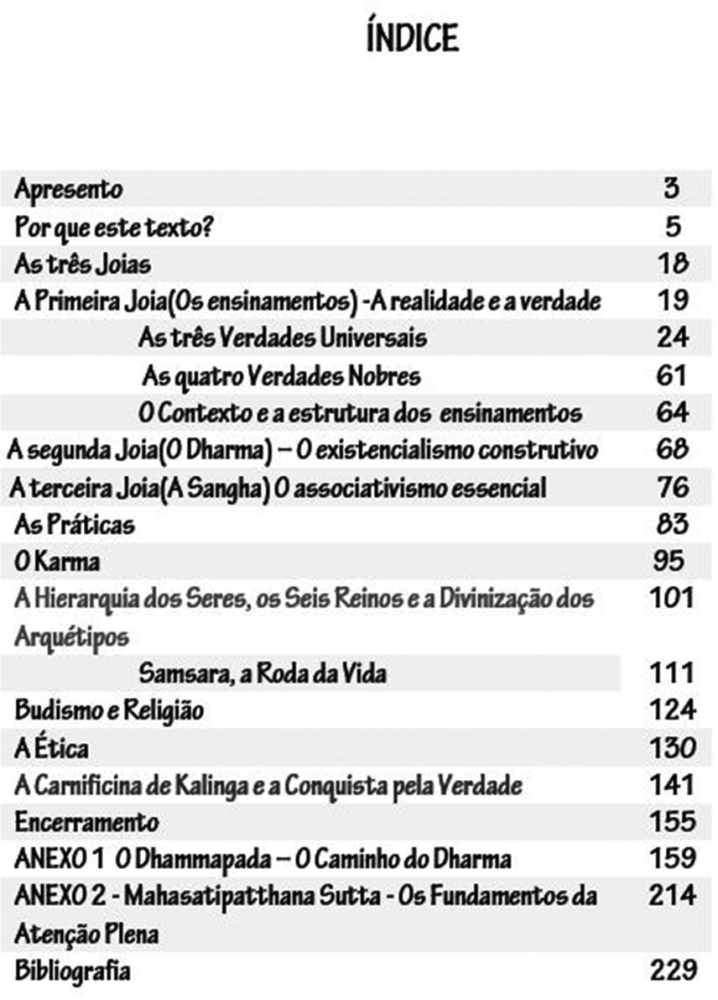 ÍNDICE
Apresento 3
Por que este texto? 5
As três Joias 18
A Primeira Joia(Os ensinamentos) -A realidade e a verdade 19
As três Verdades Universais 24
As quatro Verdades Nobres 61
O Contexto e a estrutura dos ensinamentos 64
A segunda Joia(O Dharma) – O existencialismo construtivo 68
A terceira Joia(A Sangha) O associativismo essencial 76
As Práticas 83
O Karma 95
A Hierarquia dos Seres, os Seis Reinos e a Divinização dos 101
Arquétipos
Samsara, a Roda da Vida 111
Budismo e Religião 124
A Ética 130
A Carnificina de Kalinga e a Conquista pela Verdade 141
Encerramento 155
ANEXO 1 O Dhammapada – O Caminho do Dharma 159
ANEXO 2 - Mahasatipatthana Sutta - Os Fundamentos da 214
Atenção Plena
Bibliografia 229